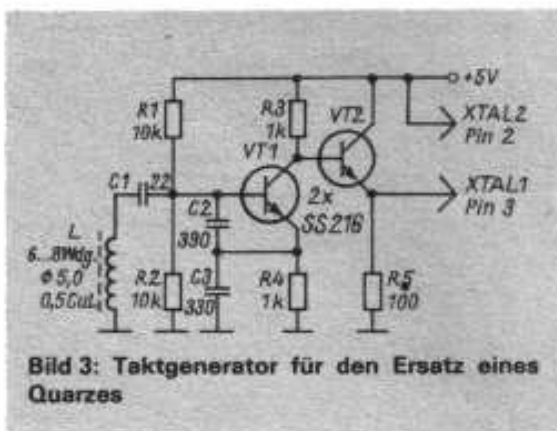 +5V
R1
10k
R3
1k
VT2
XTAL2
Pin 2
VT1
C1
22
XTAL1
Pin 3
2x
SS216
C2
390
L
6...8Wdg.
Φ 5,0
0,5CuL
R2
10k
C3
330
R4
1k
R5
100
Bild 3: Taktgenerator für den Ersatz eines
Quarzes